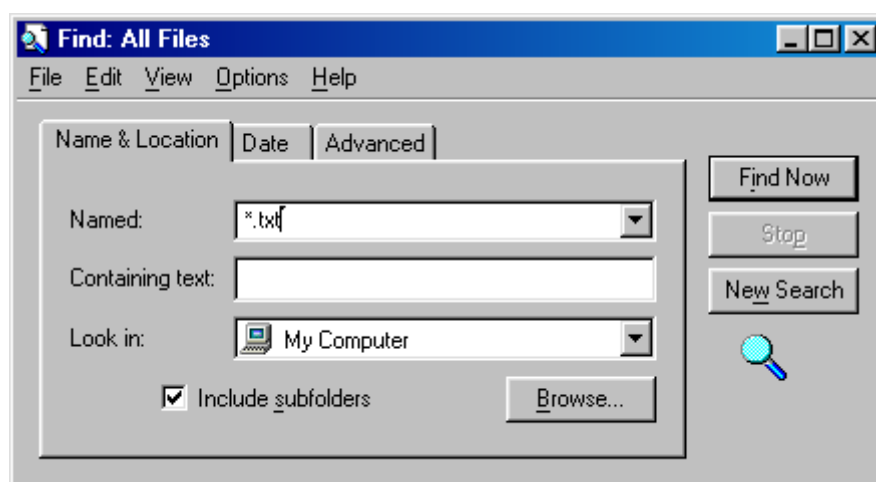 Find: All Files
File Edit View Options Help
Name & Location Date Advanced
Find Now
Named: *.txt
Stop
Containing text:
New Search
Look in: My Computer
Include subfolders Browse...